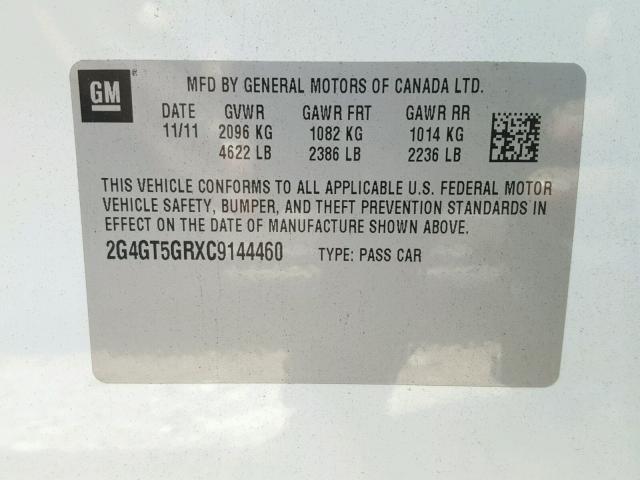 GM
MFD BY GENERAL MOTORS OF CANADA LTD.
DATE GVWR GAWR FRT GAWR RR
11/11 2096 KG 1082 KG 1014 KG
4622 LB 2386 LB 2236 LB
THIS VEHICLE CONFORMS TO ALL APPLICABLE U.S. FEDERAL MOTOR
VEHICLE SAFETY, BUMPER, AND THEFT PREVENTION STANDARDS IN
EFFECT ON THE DATE OF MANUFACTURE SHOWN ABOVE.
2G4GT5GRXC9144460 TYPE: PASS CAR